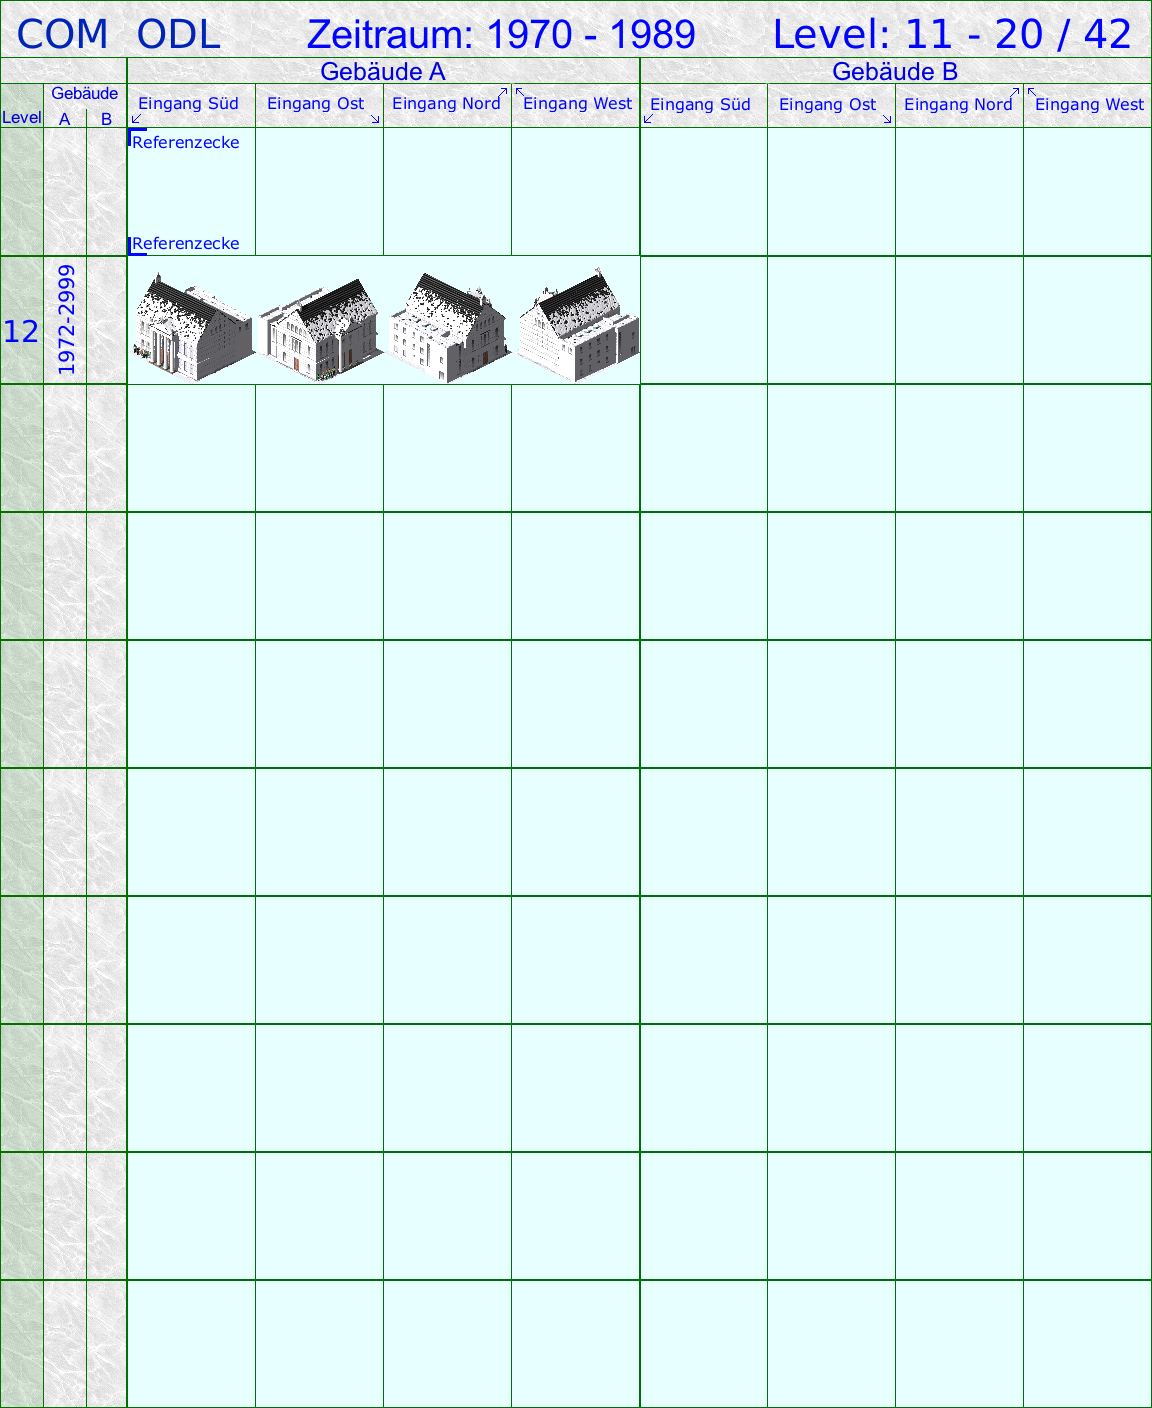 COM ODL Zeitraum: 1970 - 1989 Level: 11 - 20 / 42
Gebäude A Gebäude B
Level Gebäude A B Eingang Süd Eingang Ost Eingang Nord Eingang West Eingang Süd Eingang Ost Eingang Nord Eingang West
Referenzecke
Referenzecke
12 1972-2999